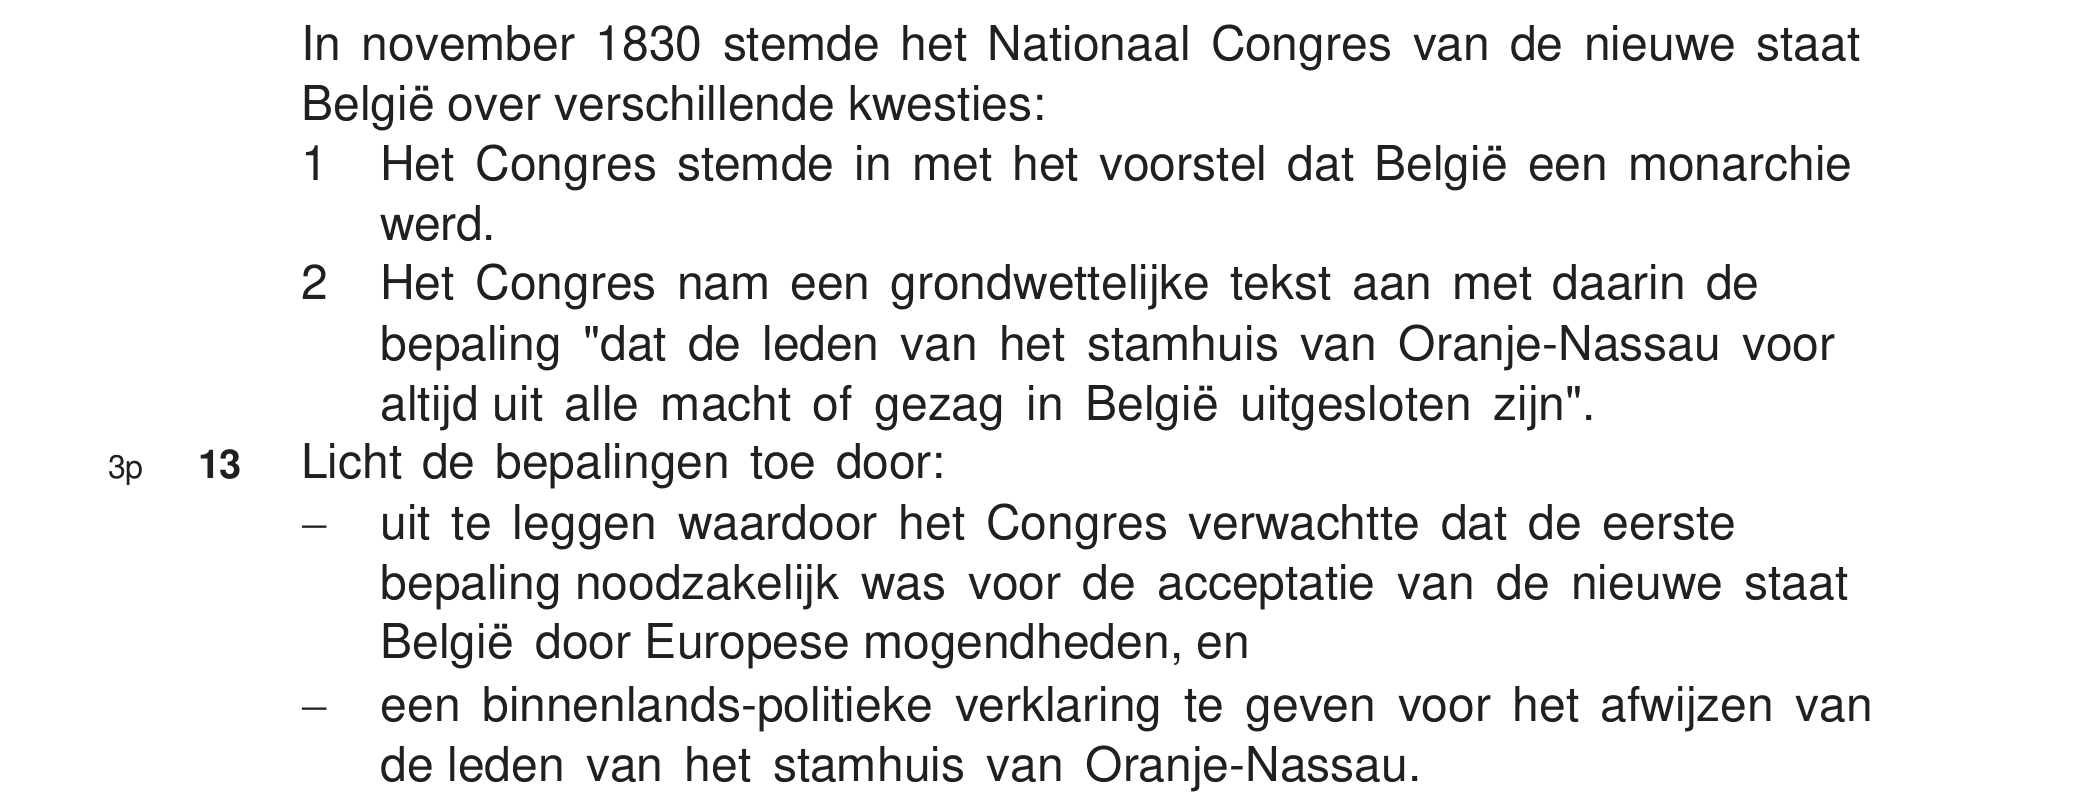 In november 1830 stemde het Nationaal Congres van de nieuwe staat
België over verschillende kwesties:
1 Het Congres stemde in met het voorstel dat België een monarchie
werd.
2 Het Congres nam een grondwettelijke tekst aan met daarin de
bepaling "dat de leden van het stamhuis van Oranje-Nassau voor
altijd uit alle macht of gezag in België uitgesloten zijn".
3p 13 Licht de bepalingen toe door:
– uit te leggen waardoor het Congres verwachtte dat de eerste
bepaling noodzakelijk was voor de acceptatie van de nieuwe staat
België door Europese mogendheden, en
– een binnenlands-politieke verklaring te geven voor het afwijzen van
de leden van het stamhuis van Oranje-Nassau.